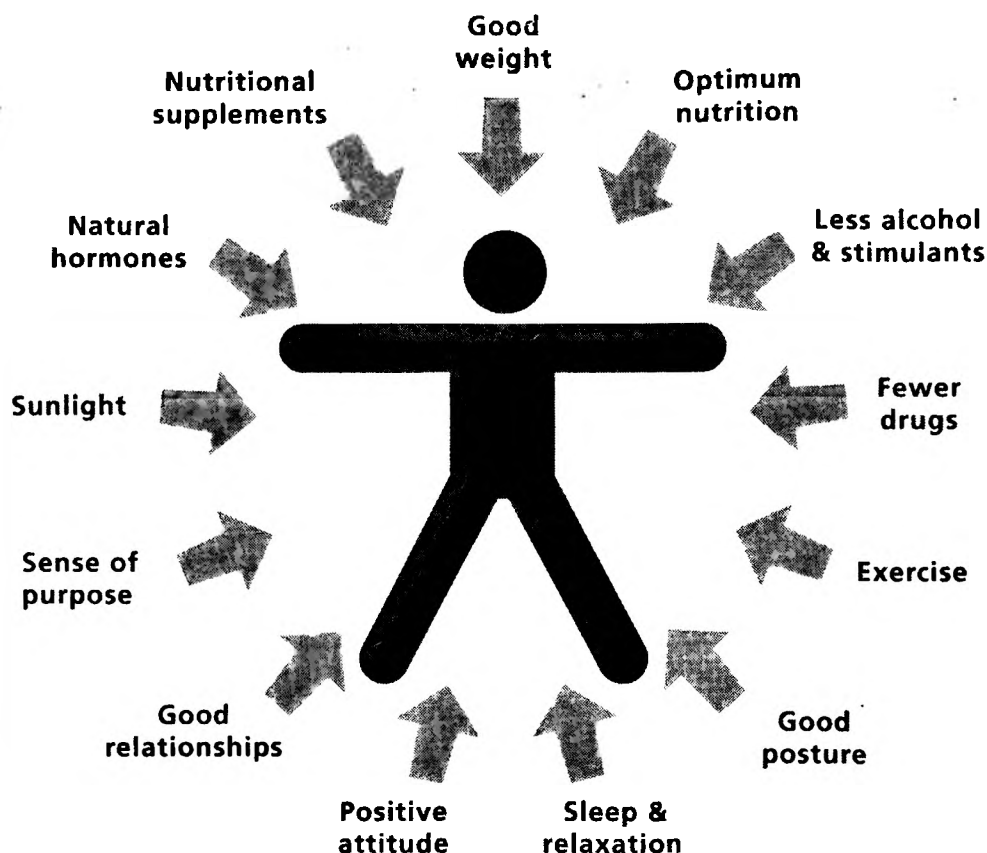 Good
weight
Optimum
nutrition
Less alcohol
& stimulants
Fewer
drugs
Exercise
Good
posture
Sleep &
relaxation
Positive
attitude
Good
relationships
Sense of
purpose
Sunlight
Natural
hormones
Nutritional
supplements